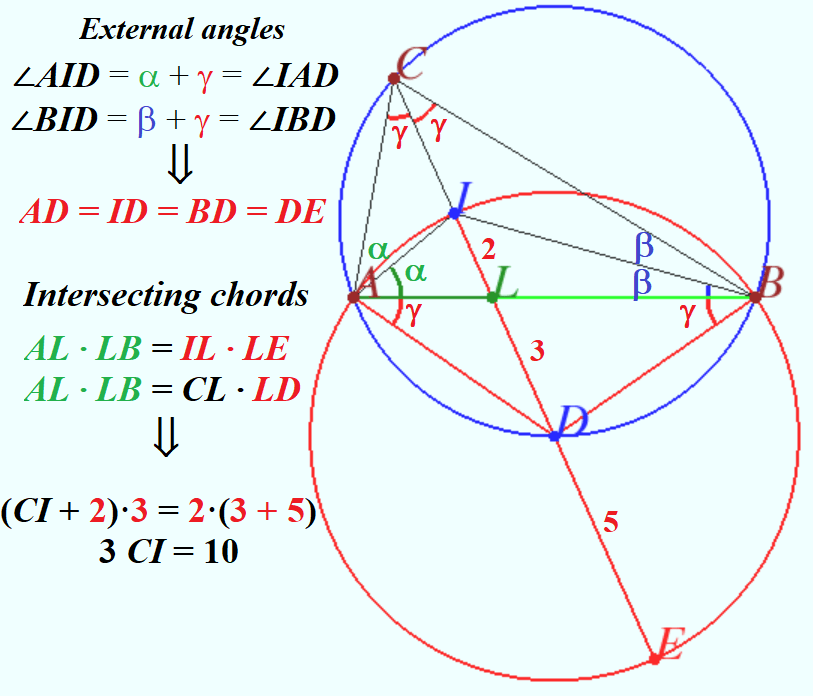 External angles
∠AID = α + γ = ∠IAD
∠BID = β + γ = ∠IBD
⇓
AD = ID = BD = DE
Intersecting chords
AL · LB = IL · LE
AL · LB = CL · LD
⇓
(CI + 2)·3 = 2·(3 + 5)
3 CI = 10
C
γ γ
I
α
2
β
α
β
A
L
B
γ
γ
3
D
5
E